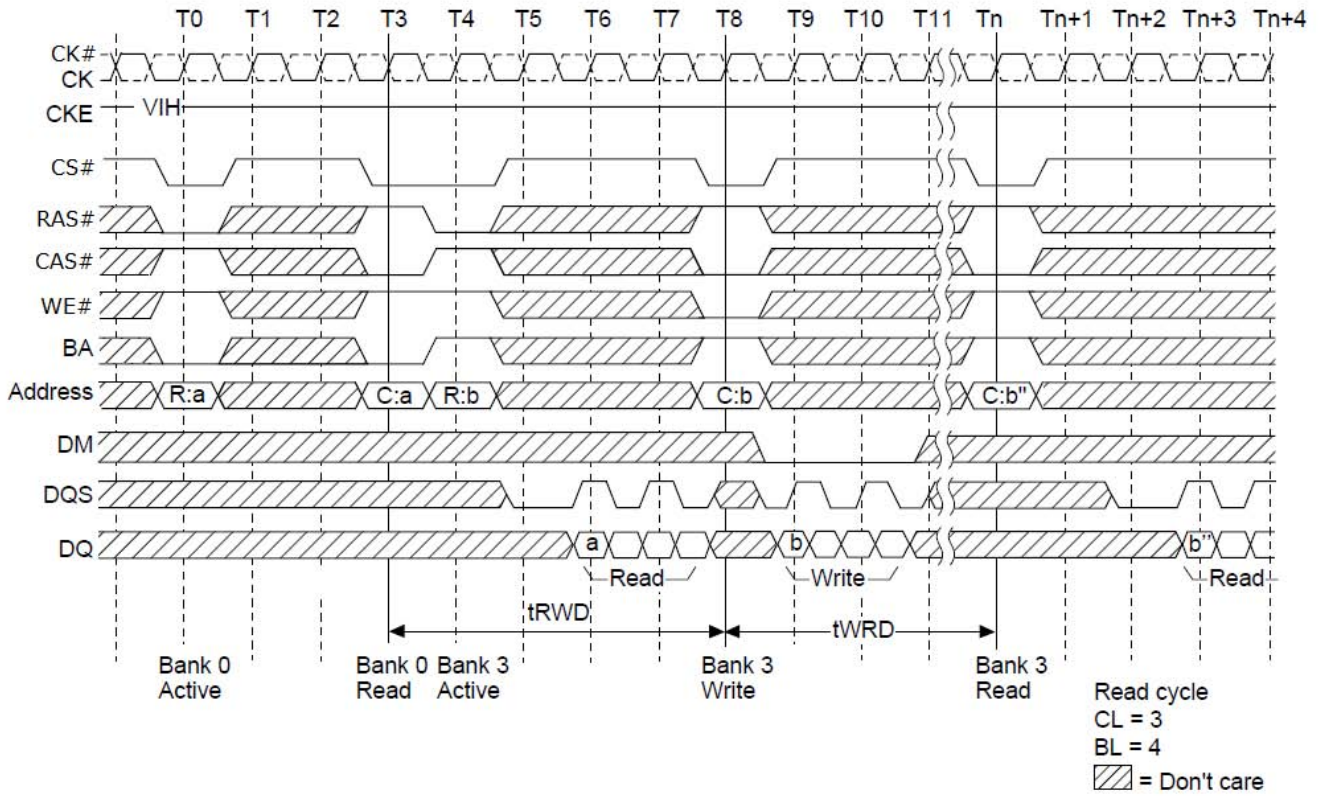 T0 T1 T2 T3 T4 T5 T6 T7 T8 T9 T10 T11 Tn Tn+1 Tn+2 Tn+3 Tn+4
CK#
CK
CKE VIH
CS#
RAS#
CAS#
WE#
BA
Address R:a C:a R:b C:b C:b"
DM
DQS
DQ a b b"
Read Write Read
tRWD tWRD
Bank 0 Bank 0 Bank 3 Bank 3 Bank 3
Active Read Active Write Read
Read cycle
CL = 3
BL = 4
= Don't care